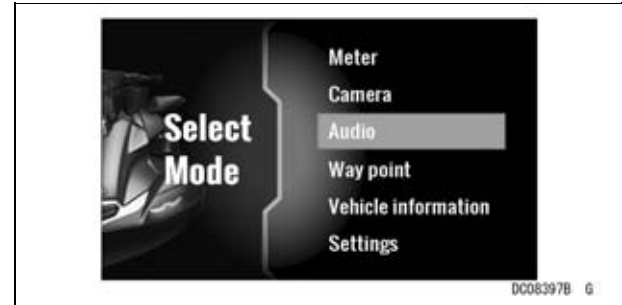 Select
Mode
Meter
Camera
Audio
Way point
Vehicle information
Settings
DC08397B G